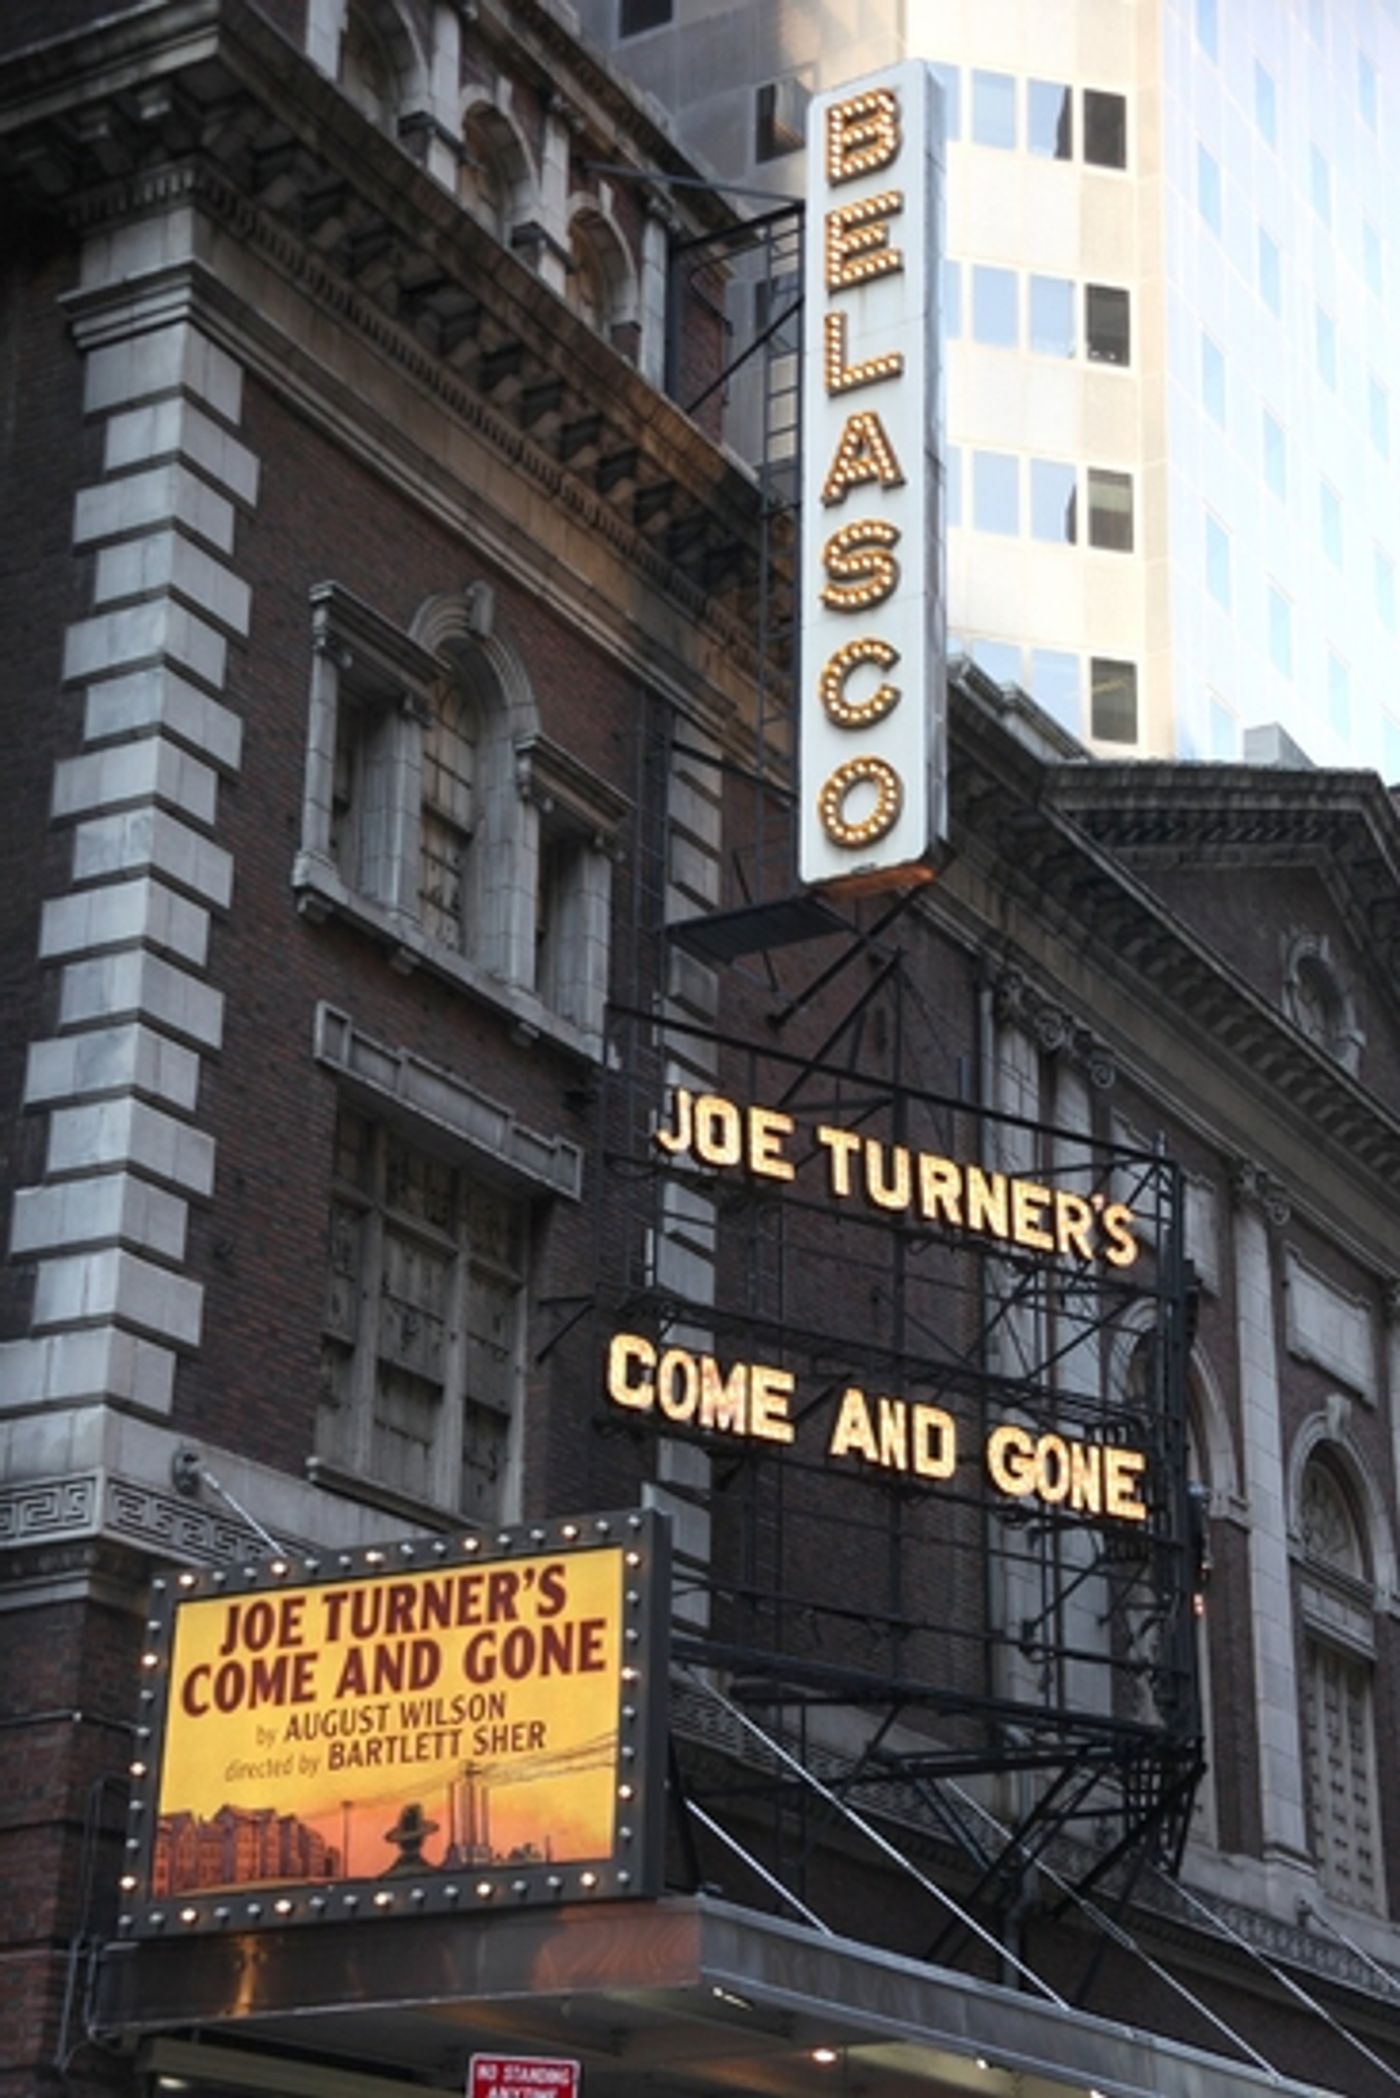 BELASCO
JOE TURNER'S
COME AND GONE
JOE TURNER'S
COME AND GONE
by AUGUST WILSON
directed by BARTLETT SHER
NO STANDING
ANYTIME